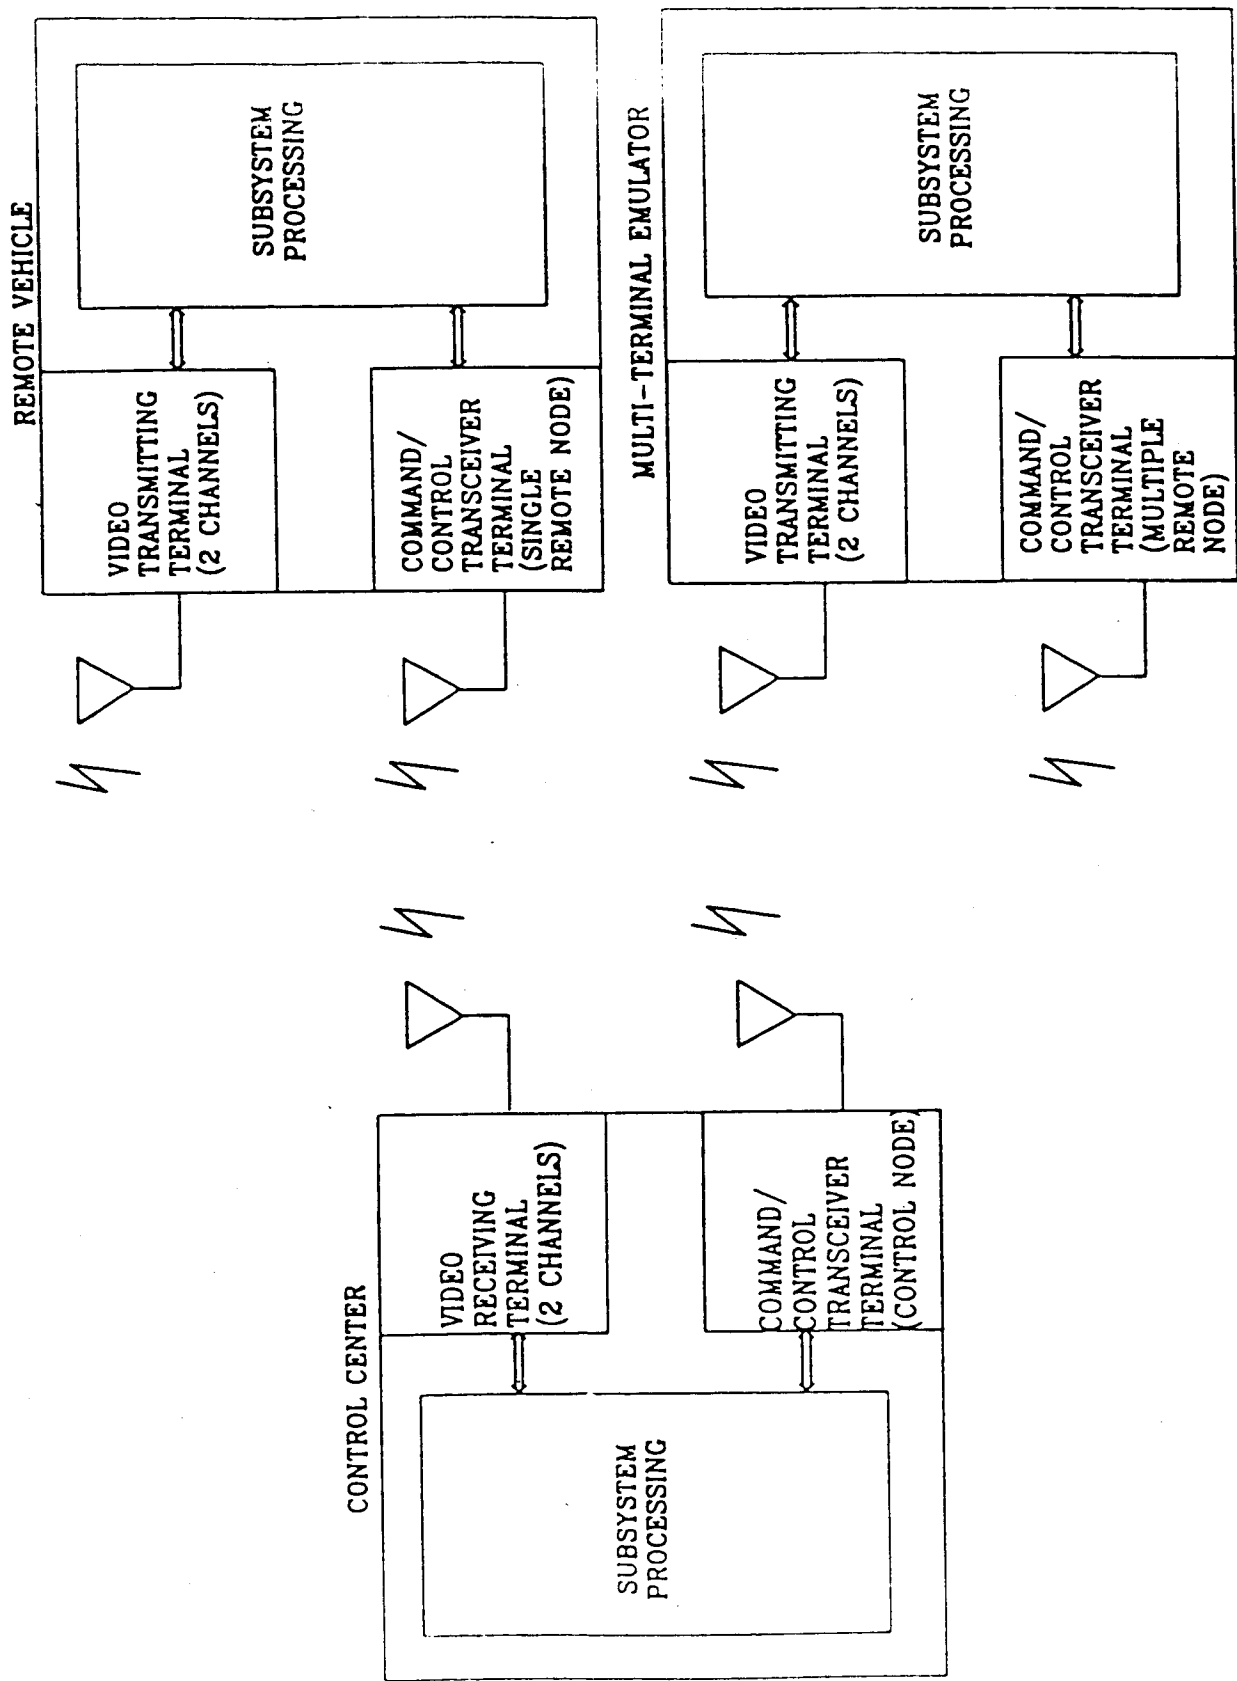 CONTROL CENTER
SUBSYSTEM
PROCESSING
VIDEO
RECEIVING
TERMINAL
(2 CHANNELS)
COMMAND/
CONTROL
TRANSCEIVER
TERMINAL
(CONTROL NODE)
REMOTE VEHICLE
VIDEO
TRANSMITTING
TERMINAL
(2 CHANNELS)
COMMAND/
CONTROL
TRANSCEIVER
TERMINAL
(SINGLE
REMOTE NODE)
SUBSYSTEM
PROCESSING
MULTI-TERMINAL EMULATOR
VIDEO
TRANSMITTING
TERMINAL
(2 CHANNELS)
COMMAND/
CONTROL
TRANSCEIVER
TERMINAL
(MULTIPLE
REMOTE
NODE)
SUBSYSTEM
PROCESSING